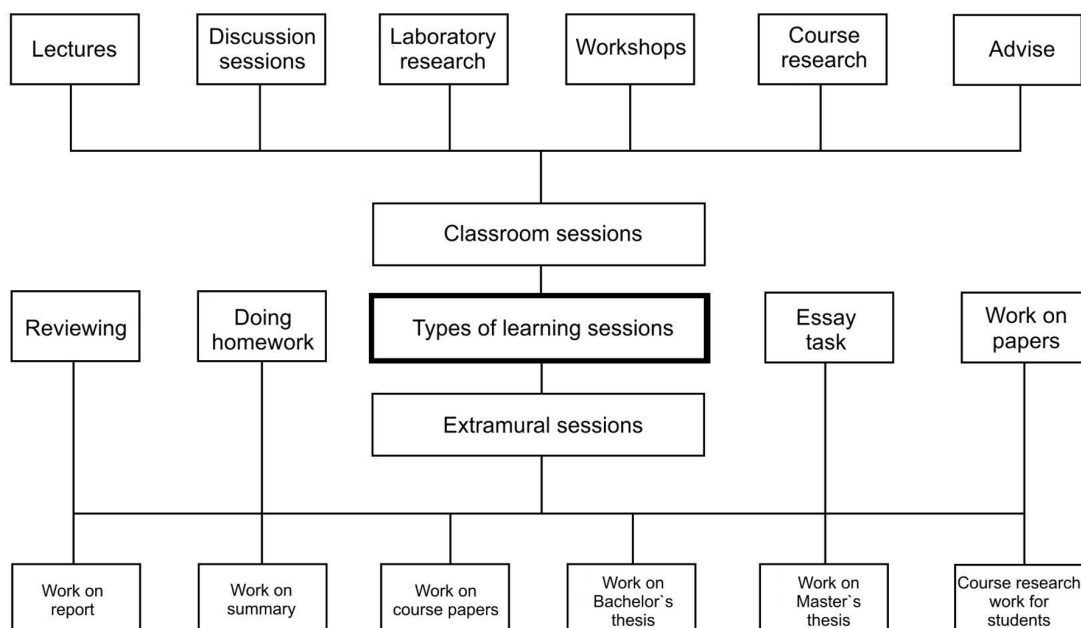 Lectures
Discussion
sessions
Laboratory
research
Workshops
Course
research
Advise
Classroom sessions
Reviewing
Doing
homework
Types of learning sessions
Essay
task
Work on
papers
Extramural sessions
Work on
report
Work on
summary
Work on
course papers
Work on
Bachelor`s
thesis
Work on
Master`s
thesis
Course research
work for
students